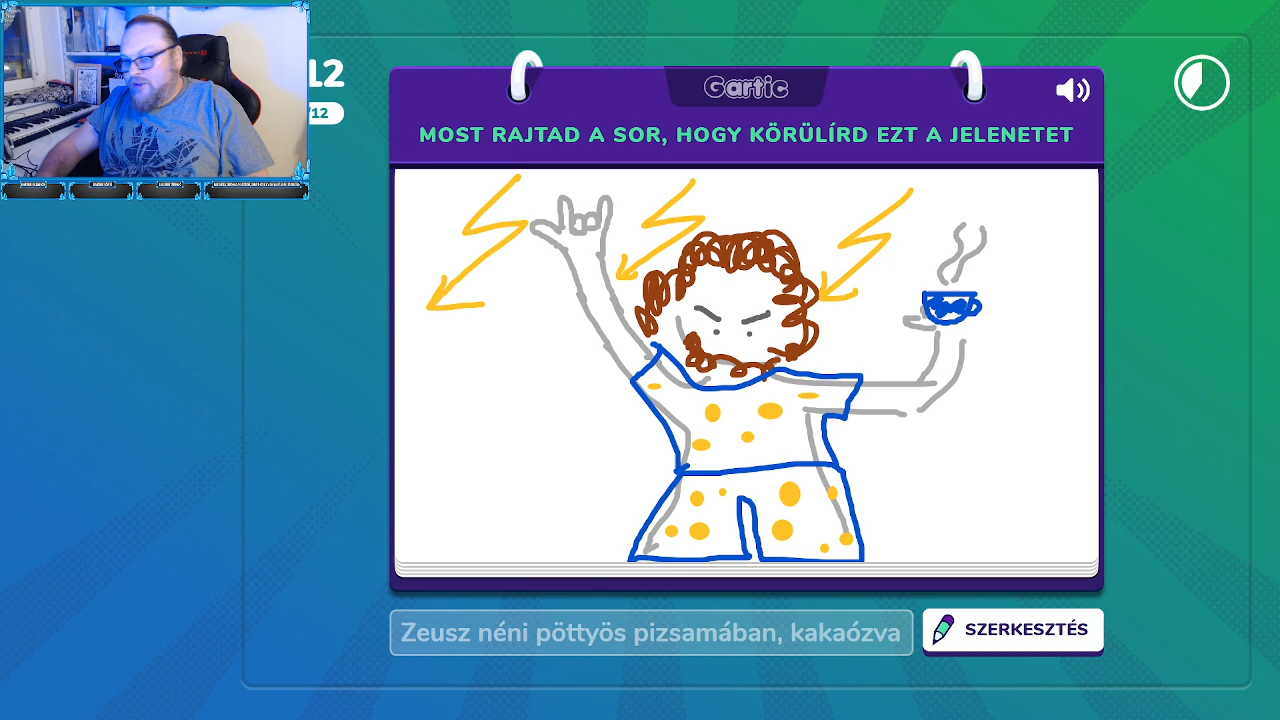 12
/12
Gartic
MOST RAJTAD A SOR, HOGY KÖRÜLÍRD EZT A JELENETET
Zeusz néni pöttyös pizsamában, kakaózva
SZERKESZTÉS